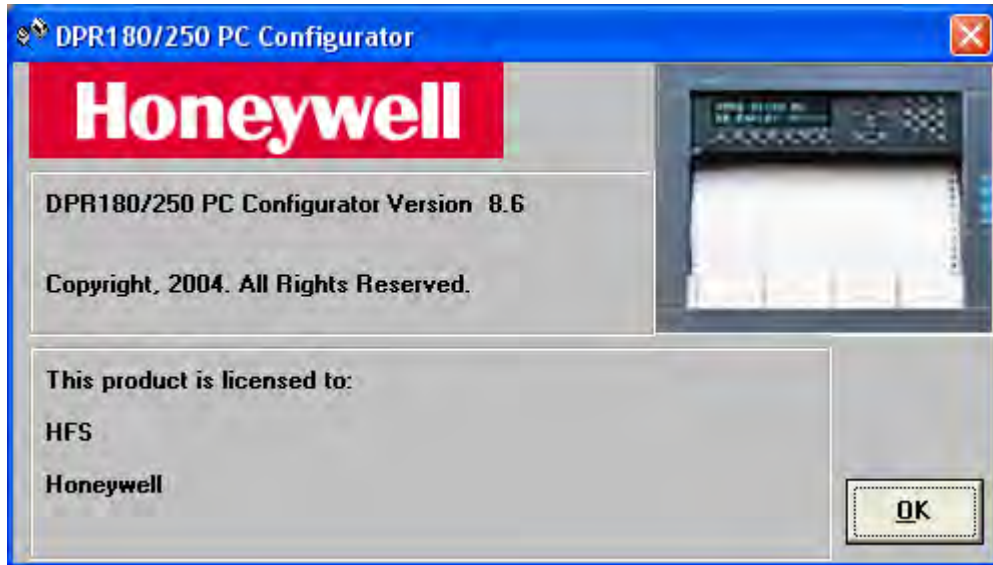 DPR180/250 PC Configurator
Honeywell
DPR180/250 PC Configurator Version 8.6
Copyright, 2004. All Rights Reserved.
This product is licensed to:
HFS
Honeywell
OK